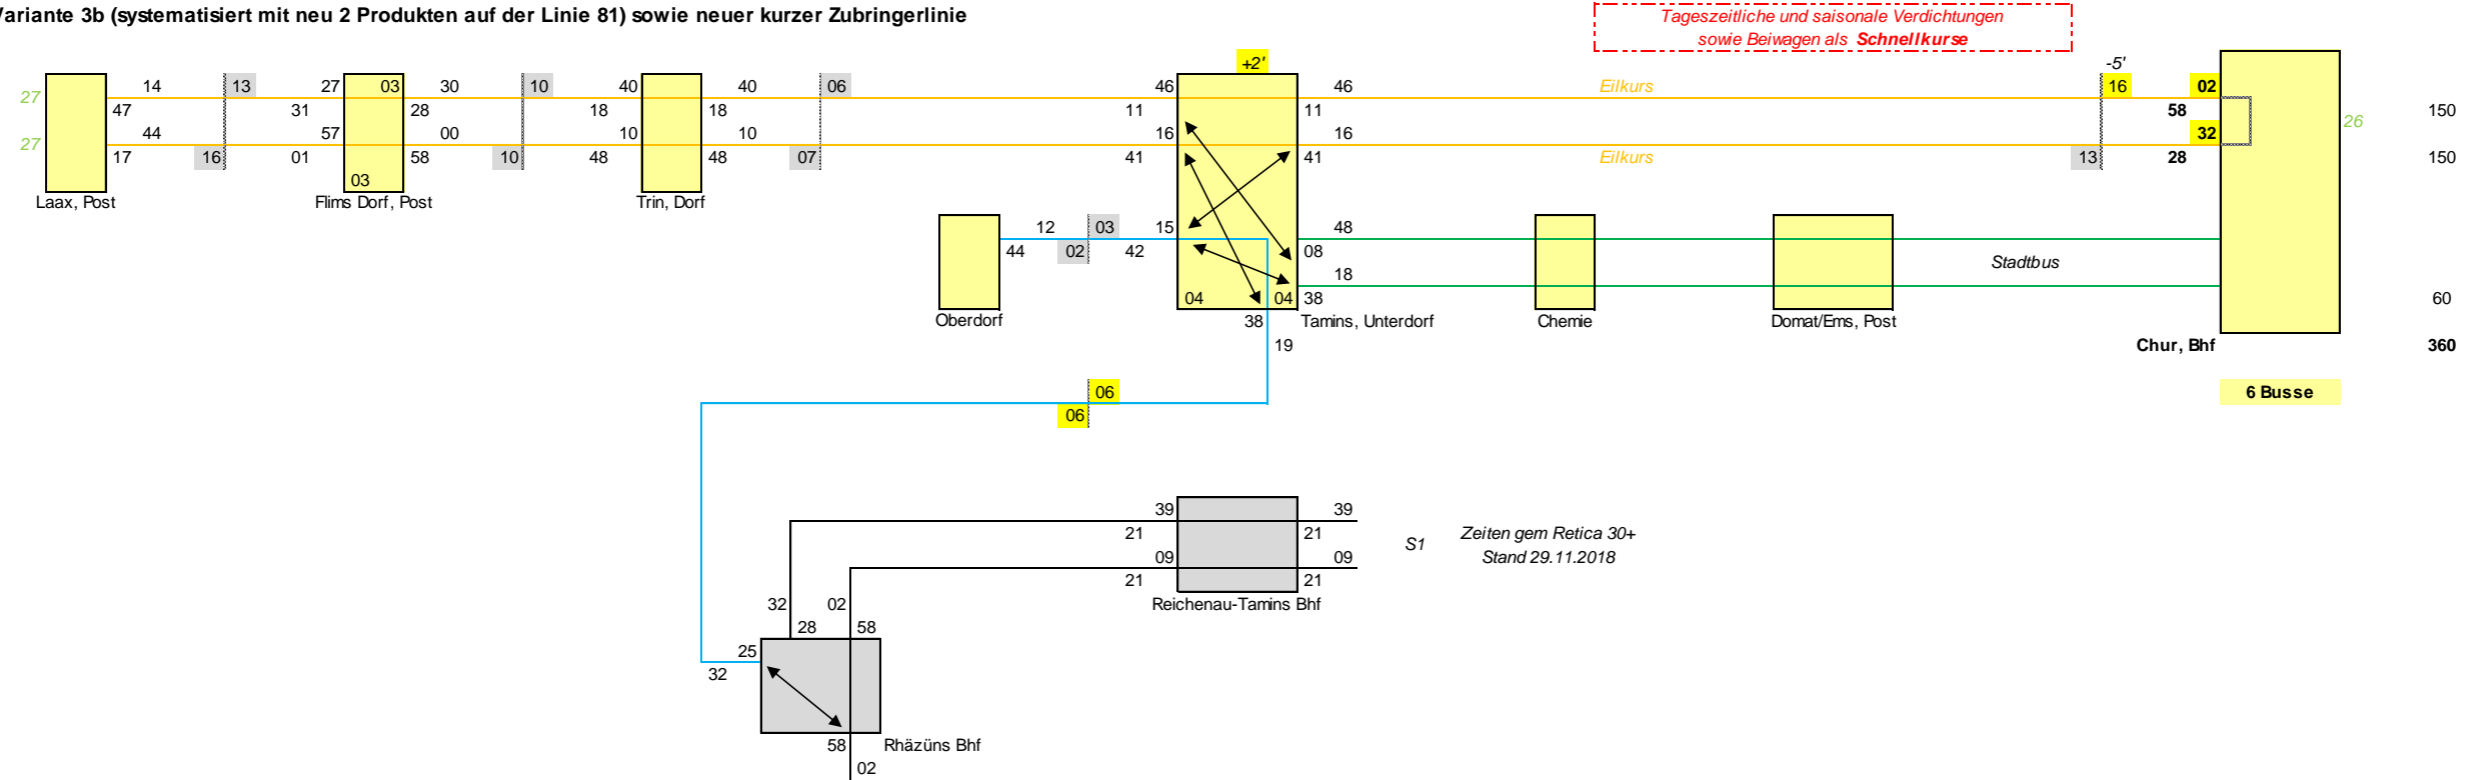 Variante 3b (systematisiert mit neu 2 Produkten auf der Linie 81) sowie neuer kurzer Zubringerlinie
Tageszeitliche und saisonale Verdichtungen
sowie Beiwagen als Schnellkurse
+2' -5'
27 14 13 27 03 30 10 40 40 06 46 46 Eilkurs 16 02
47 31 28 18 18 11 11 58 150
26
27 44 57 00 10 10 16 16 32
17 16 01 58 10 48 48 07 41 41 Eilkurs 13 28 150
03
Laax, Post Flims Dorf, Post Trin, Dorf
12 03 15 48
44 02 42 08 Stadtbus
18
04 04 38 60
Oberdorf 38 Tamins, Unterdorf Chemie Domat/Ems, Post
19 Chur, Bhf 360
06 6 Busse
06
39 39
21 21 S1 Zeiten gem Retica 30+
09 09 Stand 29.11.2018
21 21
Reichenau-Tamins Bhf
32 02
28 58
25
32
58 Rhäzüns Bhf
02